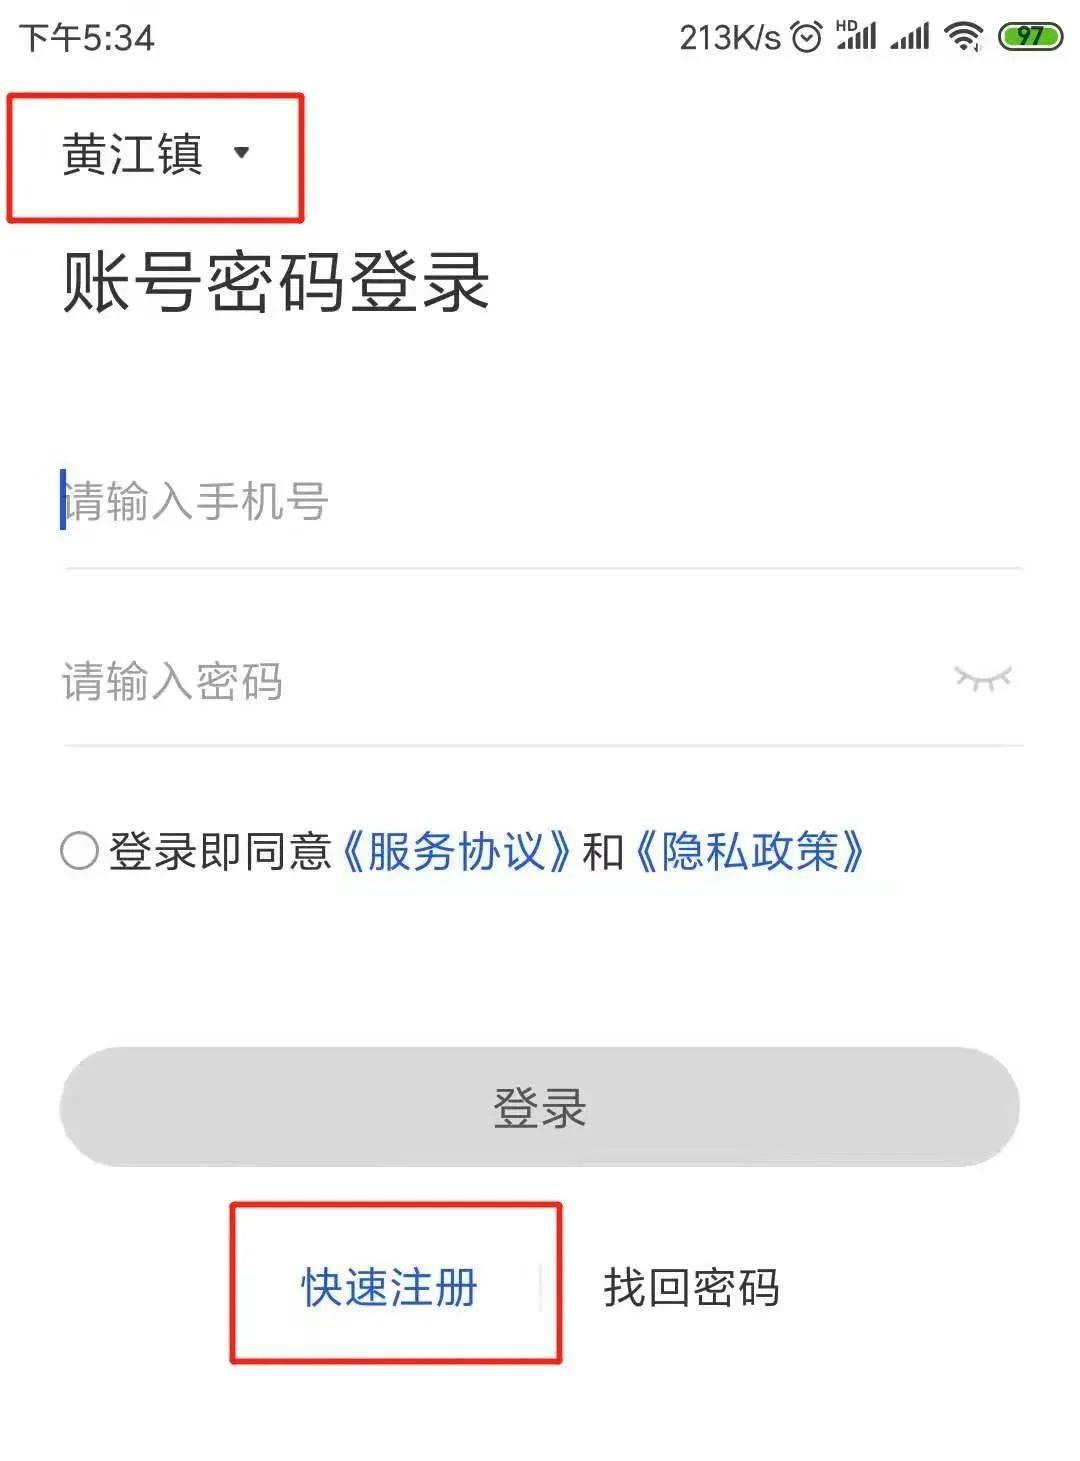 下午5:34 213K/s HD 97
黄江镇
账号密码登录
请输入手机号
请输入密码
登录即同意《服务协议》和《隐私政策》
登录
快速注册 找回密码